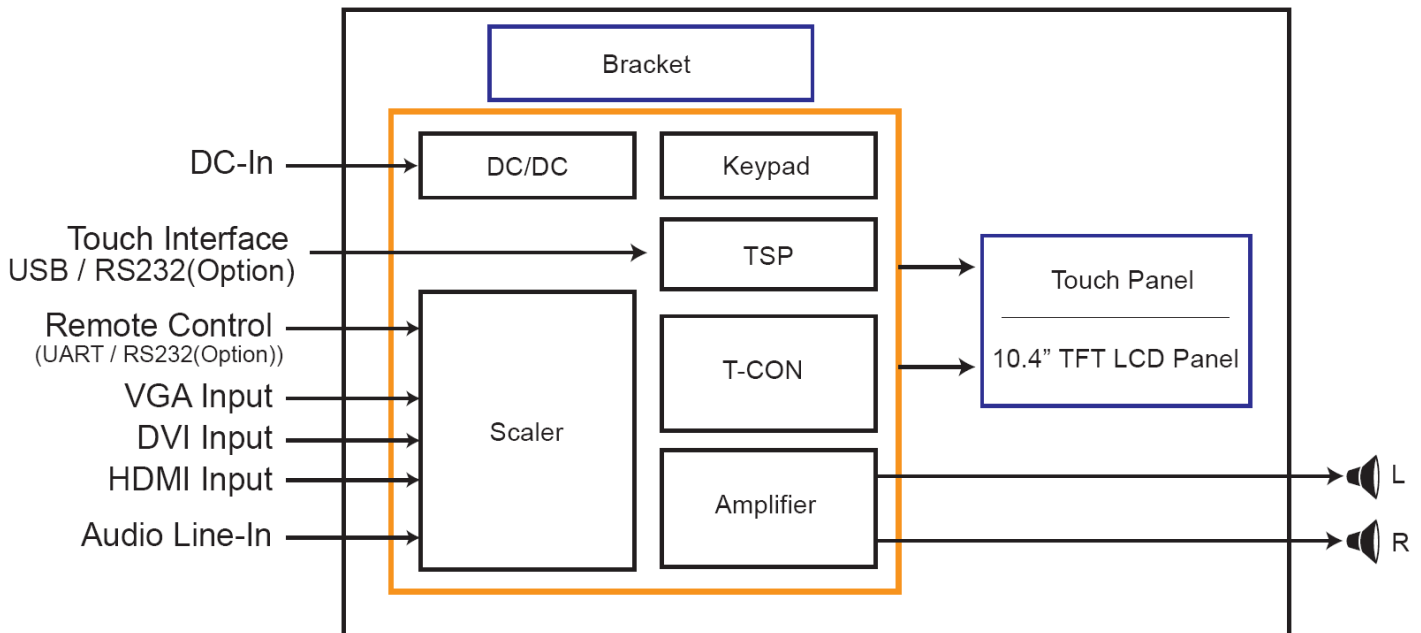 Bracket
DC-In
DC/DC
Keypad
Touch Interface
USB / RS232(Option)
TSP
Touch Panel
10.4” TFT LCD Panel
Remote Control
(UART / RS232(Option))
VGA Input
DVI Input
HDMI Input
Audio Line-In
Scaler
T-CON
Amplifier
L
R